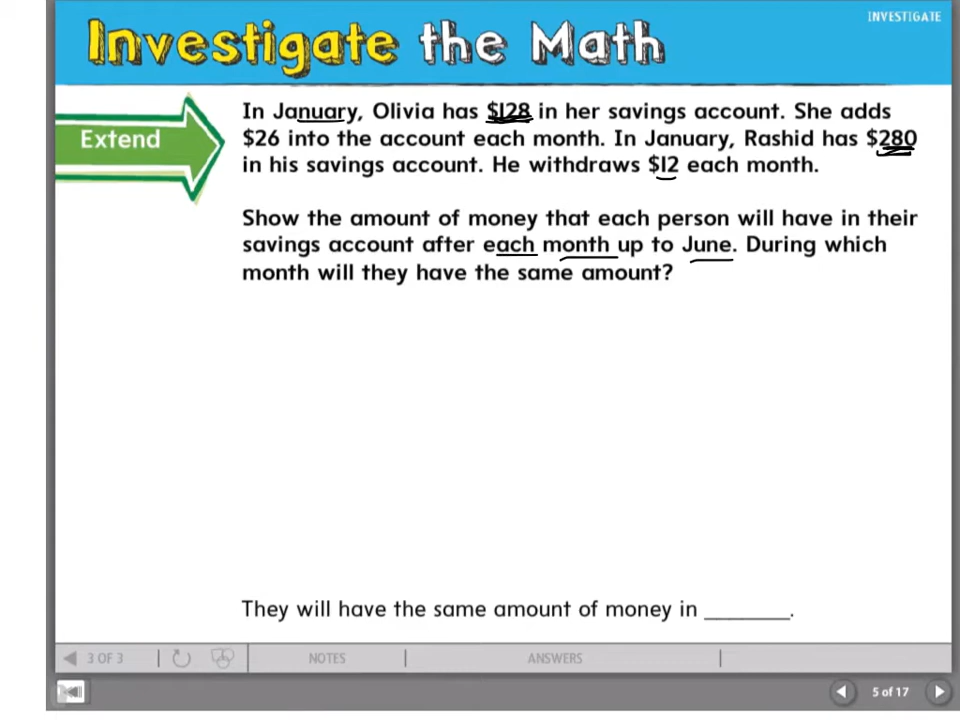 INVESTIGATE
Investigate the Math
Extend
In January, Olivia has $128 in her savings account. She adds
$26 into the account each month. In January, Rashid has $280
in his savings account. He withdraws $12 each month.
Show the amount of money that each person will have in their
savings account after each month up to June. During which
month will they have the same amount?
They will have the same amount of money in ________.
3 OF 3
NOTES
ANSWERS
5 of 17